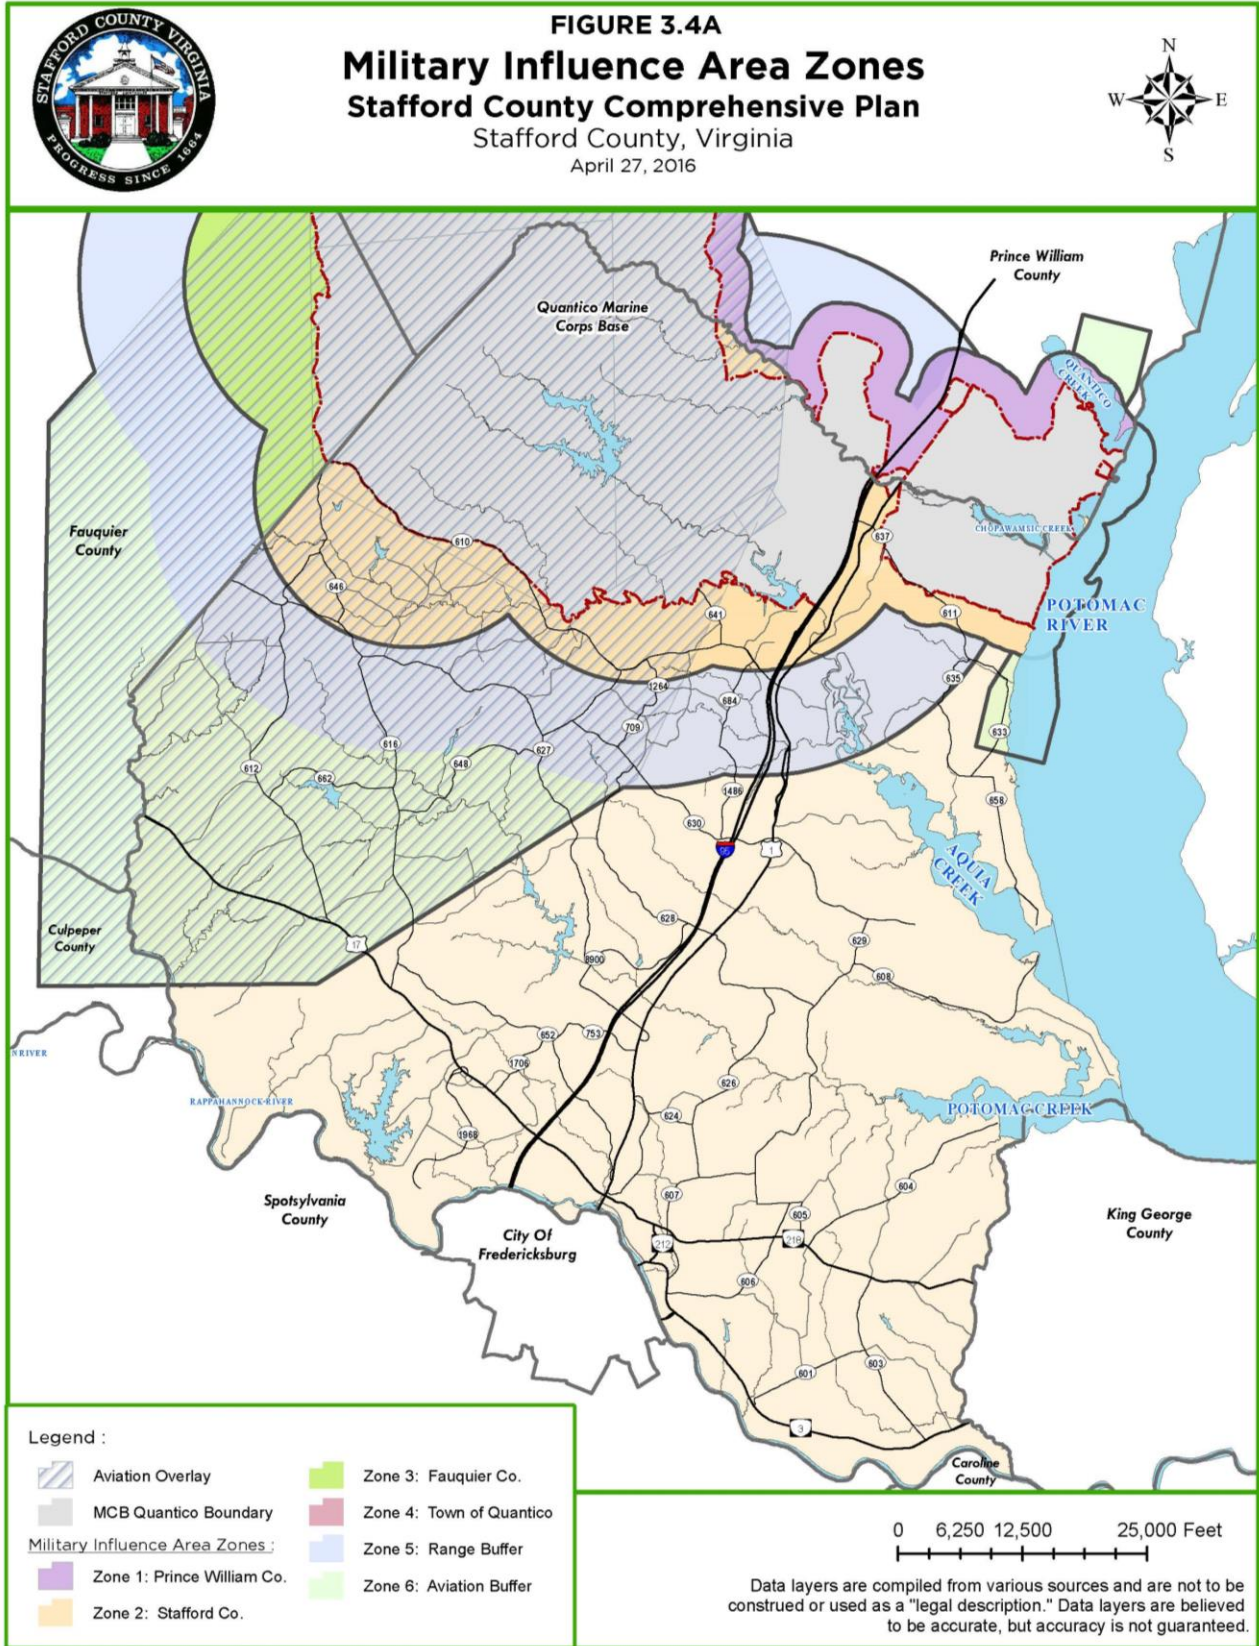 FIGURE 3.4A
Military Influence Area Zones
Stafford County Comprehensive Plan
Stafford County, Virginia
April 27, 2016
STAFFORD COUNTY VIRGINIA
PROGRESS SINCE 1664
N
W
E
S
Prince William
County
Quantico Marine
Corps Base
QUANTICO
CREEK
Fauquier
County
CHOPAWAMSIC CREEK
610
637
646
641
611
POTOMAC
RIVER
1264
684
635
709
616
627
633
612
662
648
1486
658
630
95
1
AQUIA
CREEK
628
Culpeper
County
17
629
8900
608
652
753
N RIVER
1706
626
RAPPAHANNOCK RIVER
POTOMAC CREEK
624
1968
604
607
Spotsylvania
County
605
King George
County
City Of
Fredericksburg
212
218
606
603
601
3
Caroline
County
Legend :
Aviation Overlay
MCB Quantico Boundary
Military Influence Area Zones :
Zone 1: Prince William Co.
Zone 2: Stafford Co.
Zone 3: Fauquier Co.
Zone 4: Town of Quantico
Zone 5: Range Buffer
Zone 6: Aviation Buffer
0 6,250 12,500 25,000 Feet
Data layers are compiled from various sources and are not to be
construed or used as a "legal description." Data layers are believed
to be accurate, but accuracy is not guaranteed.